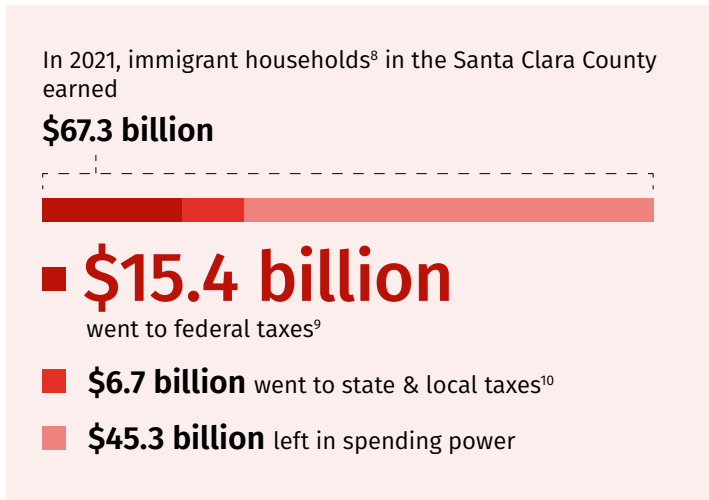 In 2021, immigrant households⁸ in the Santa Clara County
earned
$67.3 billion
$15.4 billion
went to federal taxes⁹
$6.7 billion went to state & local taxes¹⁰
$45.3 billion left in spending power